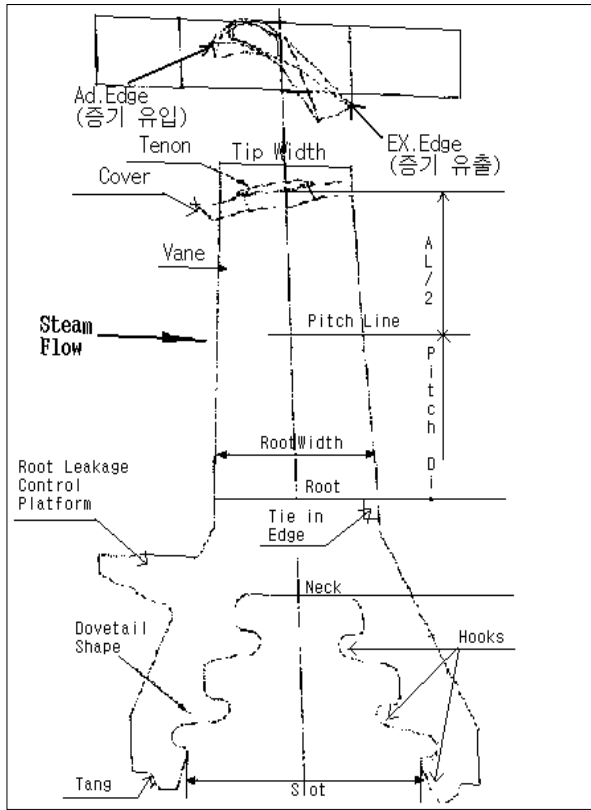 Ad.Edge
(증기 유입)
EX.Edge
(증기 유출)
Tenon
Tip Width
Cover
Vane
AL/2
Steam
Flow
Pitch Line
Pitch Di.
RootWidth
Root Leakage
Control
Platform
Root
Tie in
Edge
Neck
Dovetail
Shape
Hooks
Tang
Slot